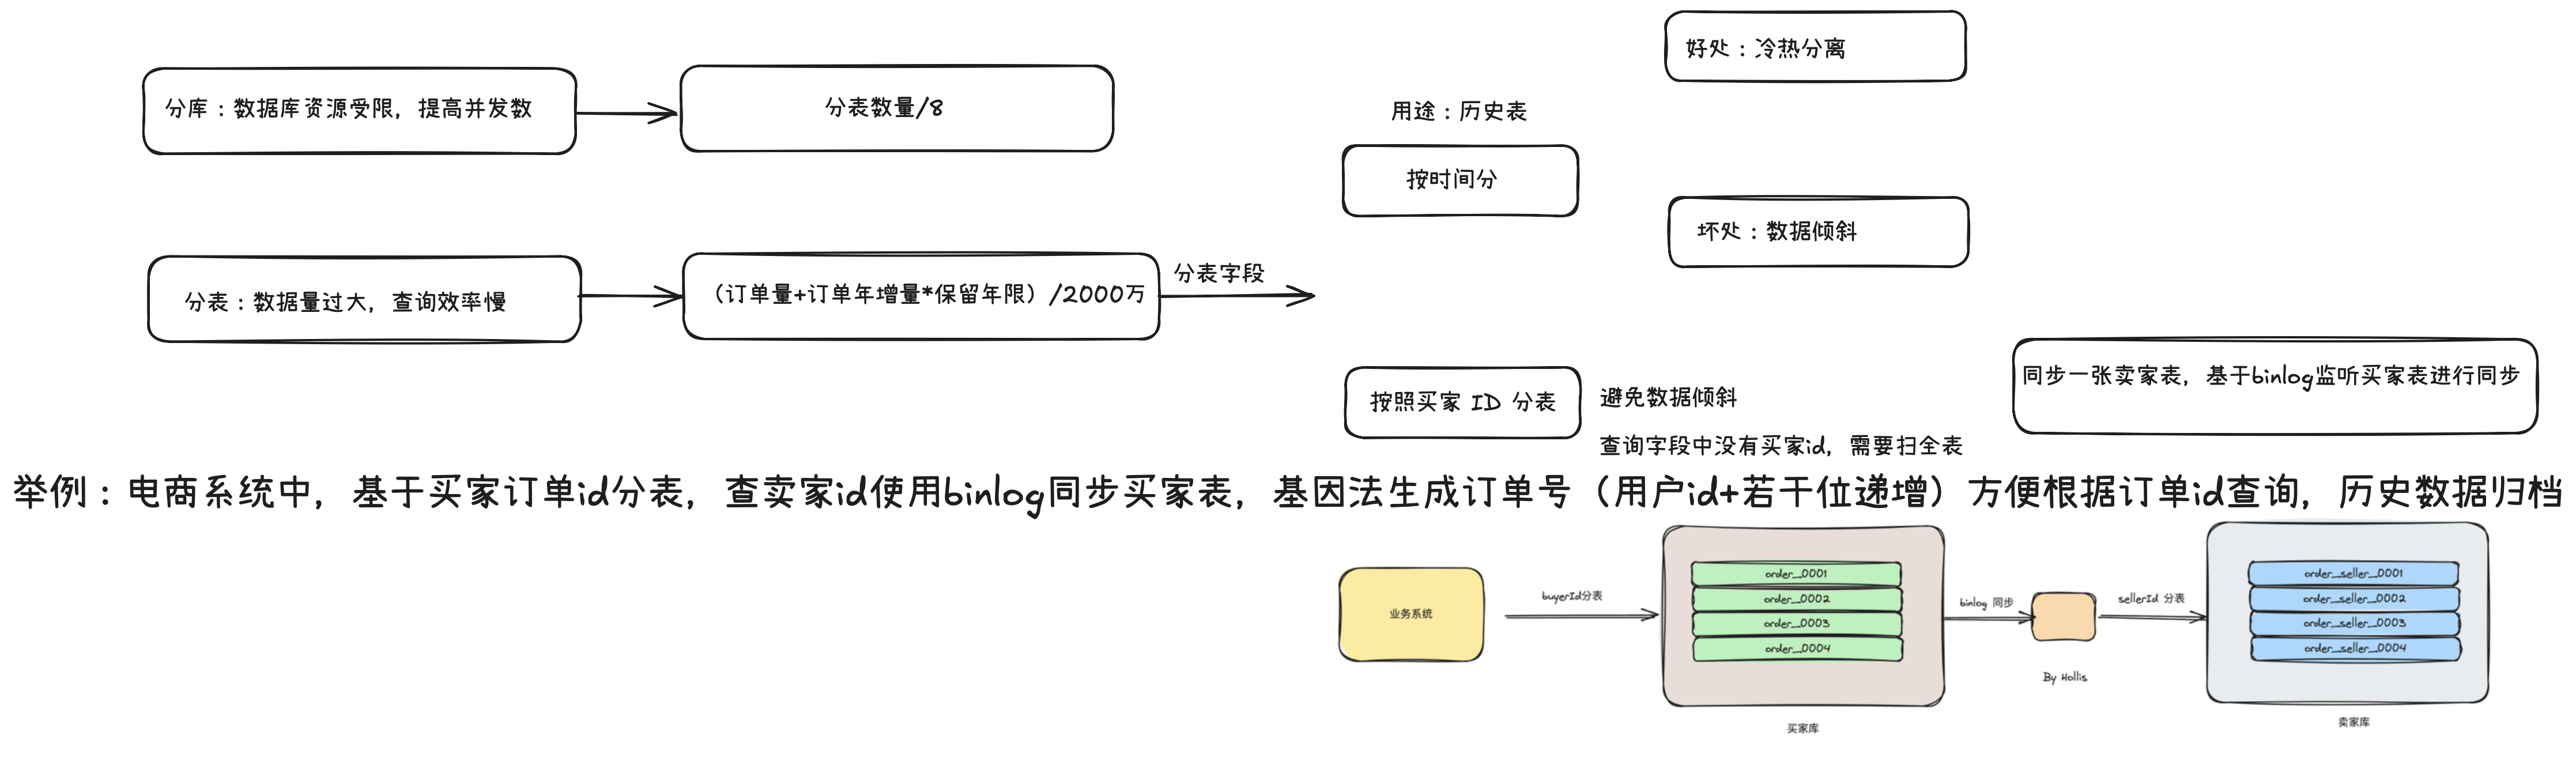 好处：冷热分离
分库：数据库资源受限，提高并发数
分表数量/8
用途：历史表
按时间分
坏处：数据倾斜
分表：数据量过大，查询效率慢
（订单量+订单年增量*保留年限）/2000万
分表字段
同步一张卖家表，基于binlog监听买家表进行同步
按照买家 ID 分表
避免数据倾斜
查询字段中没有买家id，需要扫全表
举例：电商系统中，基于买家订单id分表，查卖家id使用binlog同步买家表，基因法生成订单号（用户id+若干位递增）方便根据订单id查询，历史数据归档
业务系统
buyerId分表
order_0001
order_0002
order_0003
order_0004
买家库
binlog 同步
By Hollis
sellerId 分表
order_seller_0001
order_seller_0002
order_seller_0003
order_seller_0004
卖家库